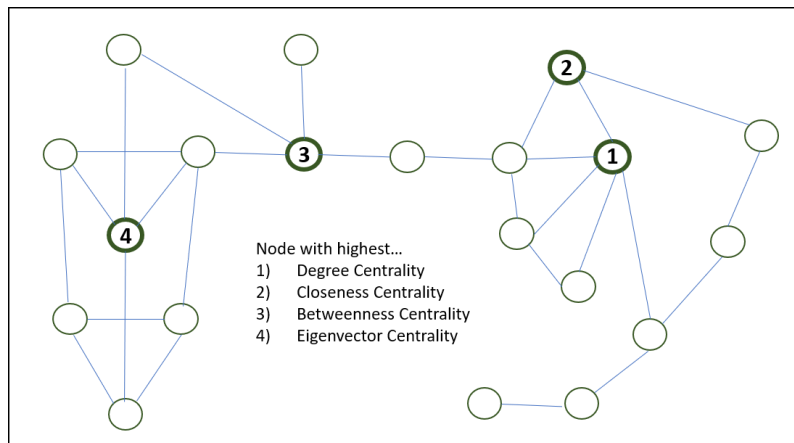 2
3
1
4
Node with highest...
1) Degree Centrality
2) Closeness Centrality
3) Betweenness Centrality
4) Eigenvector Centrality